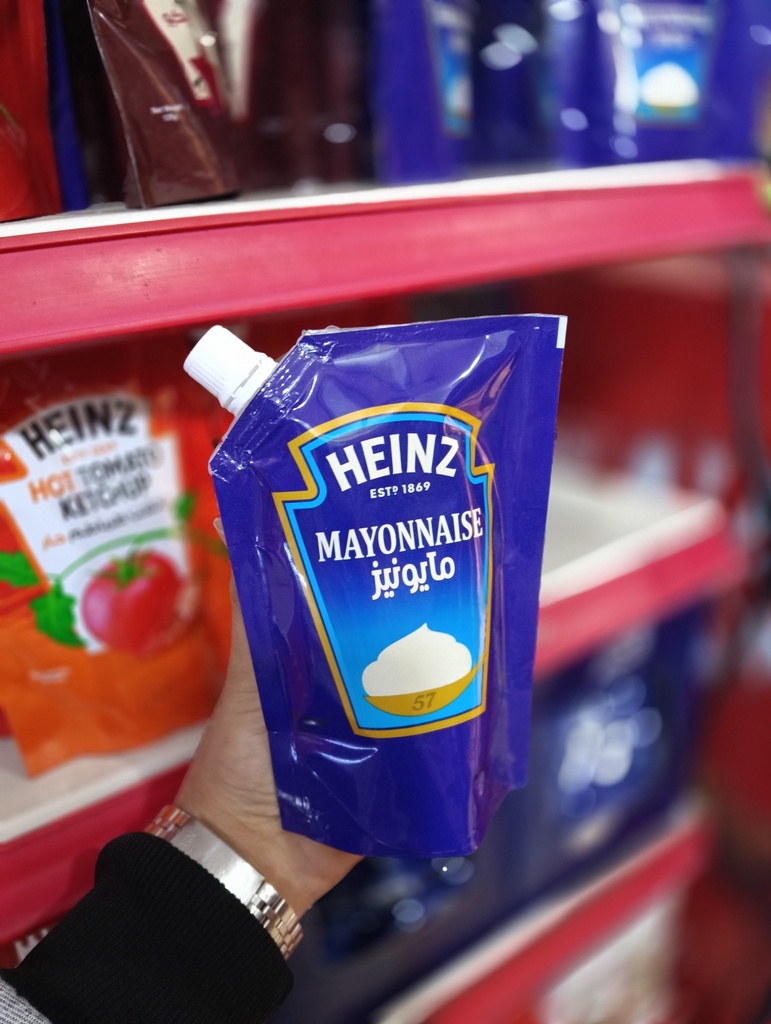 HEINZ
ESTD 1869
MAYONNAISE
مايونيز
57
HEINZ
HOT TOMATO
KETCHUP